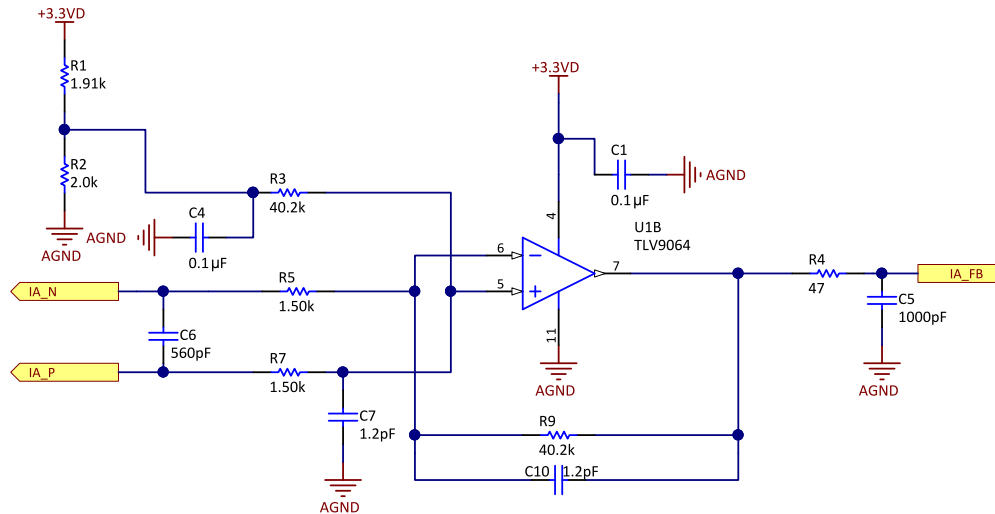 +3.3VD
R1
1.91k
R2
2.0k
AGND
+3.3VD
C1
0.1µF
AGND
R3
40.2k
C4
0.1µF
AGND
4
U1B
TLV9064
6
5
7
11
AGND
IA_N
R5
1.50k
C6
560pF
IA_P
R7
1.50k
C7
1.2pF
AGND
R4
47
IA_FB
C5
1000pF
AGND
R9
40.2k
C10
1.2pF